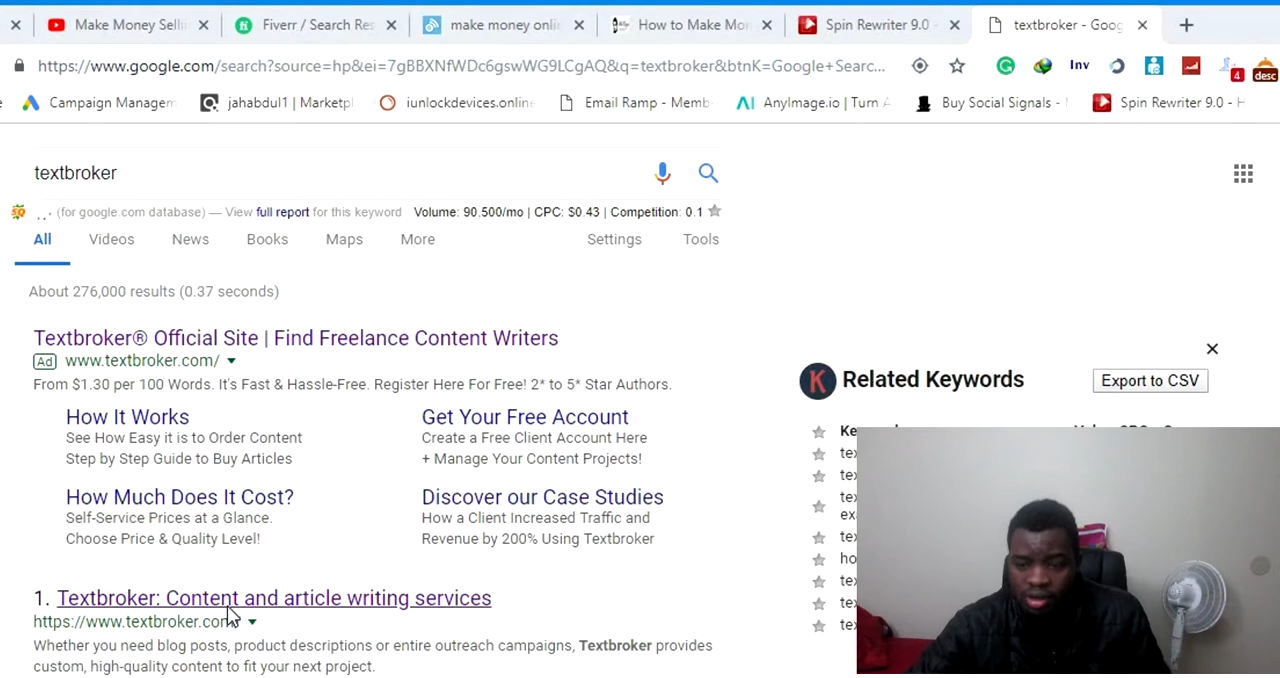 Make Money Selli
Fiverr / Search Res
make money onli
How to Make Mon
Spin Rewriter 9.0 -
textbroker - Goog
https://www.google.com/search?source=hp&ei=7gBBXNfWDc6gswWG9LCgAQ&q=textbroker&btnK=Google+Searc...
Inv
4
desc
Campaign Managem
jahabdul1 | Marketpl
iunlockdevices.online
Email Ramp - Memb
AnyImage.io | Turn A
Buy Social Signals -
Spin Rewriter 9.0 - H
textbroker
(for google.com database) — View full report for this keyword Volume: 90,500/mo | CPC: $0.43 | Competition: 0.1
All
Videos
News
Books
Maps
More
Settings
Tools
About 276,000 results (0.37 seconds)
Textbroker® Official Site | Find Freelance Content Writers
Ad www.textbroker.com/
From $1.30 per 100 Words. It's Fast & Hassle-Free. Register Here For Free! 2* to 5* Star Authors.
How It Works
See How Easy it is to Order Content
Step by Step Guide to Buy Articles
Get Your Free Account
Create a Free Client Account Here
+ Manage Your Content Projects!
How Much Does It Cost?
Self-Service Prices at a Glance.
Choose Price & Quality Level!
Discover our Case Studies
How a Client Increased Traffic and
Revenue by 200% Using Textbroker
1. Textbroker: Content and article writing services
https://www.textbroker.com/
Whether you need blog posts, product descriptions or entire outreach campaigns, Textbroker provides
custom, high-quality content to fit your next project.
K Related Keywords
Export to CSV